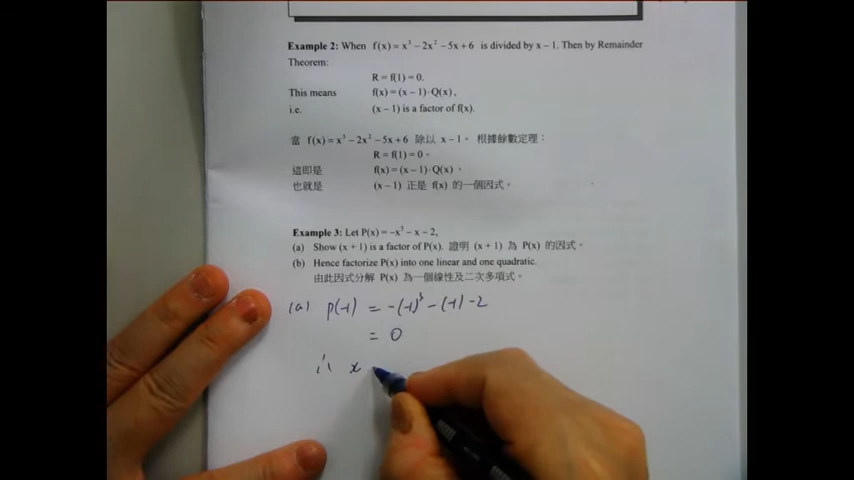 Example 2: When f(x) = x³ − 2x² − 5x + 6 is divided by x − 1. Then by Remainder
Theorem:
R = f(1) = 0.
This means f(x) = (x − 1)·Q(x),
i.e. (x − 1) is a factor of f(x).
當 f(x) = x³ − 2x² − 5x + 6 除以 x − 1。根據餘數定理：
R = f(1) = 0。
這即是 f(x) = (x − 1)·Q(x)，
也就是 (x − 1) 正是 f(x) 的一個因式。
Example 3: Let P(x) = −x³ − x − 2,
(a) Show (x + 1) is a factor of P(x). 證明 (x + 1) 為 P(x) 的因式。
(b) Hence factorize P(x) into one linear and one quadratic.
由此因式分解 P(x) 為一個線性及二次多項式。
(a) P(-1) = -(-1)³ - (-1) -2
= 0
∴ x